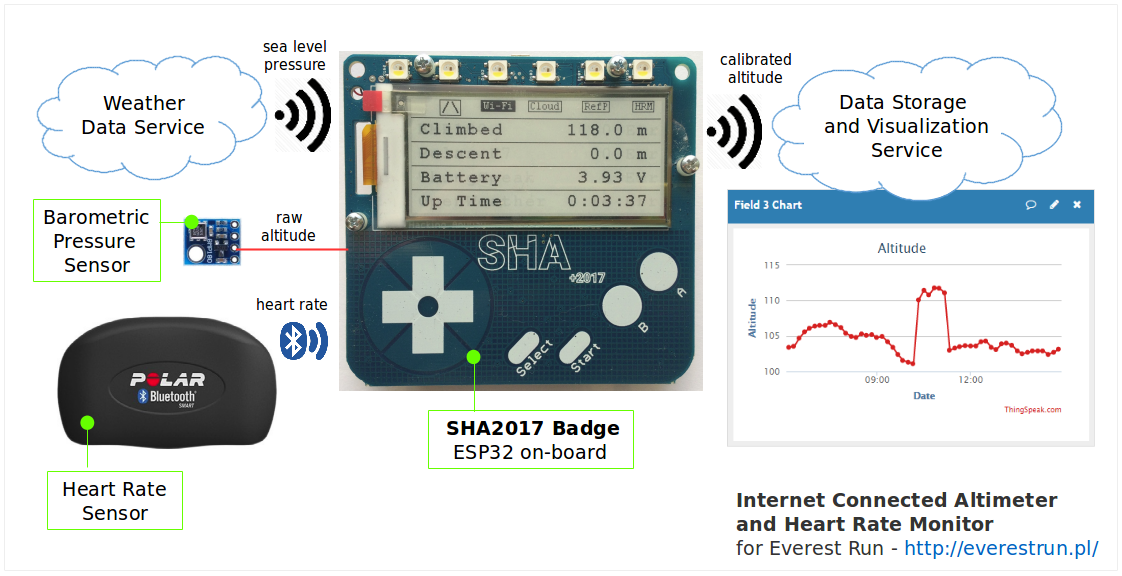 sea level
pressure
calibrated
altitude
Weather
Data Service
Wi-Fi
Cloud
RefP
HRM
Climbed 118.0 m
Descent 0.0 m
Battery 3.93 V
Up Time 0:03:37
Data Storage
and Visualization
Service
Barometric
Pressure
Sensor
raw
altitude
SHA
+2017
A
B
Select
Start
Field 3 Chart
Altitude
115
110
105
100
Altitude
09:00
12:00
Date
ThingSpeak.com
heart rate
POLAR
Bluetooth
SMART
SHA2017 Badge
ESP32 on-board
Heart Rate
Sensor
Internet Connected Altimeter
and Heart Rate Monitor
for Everest Run - http://everestrun.pl/